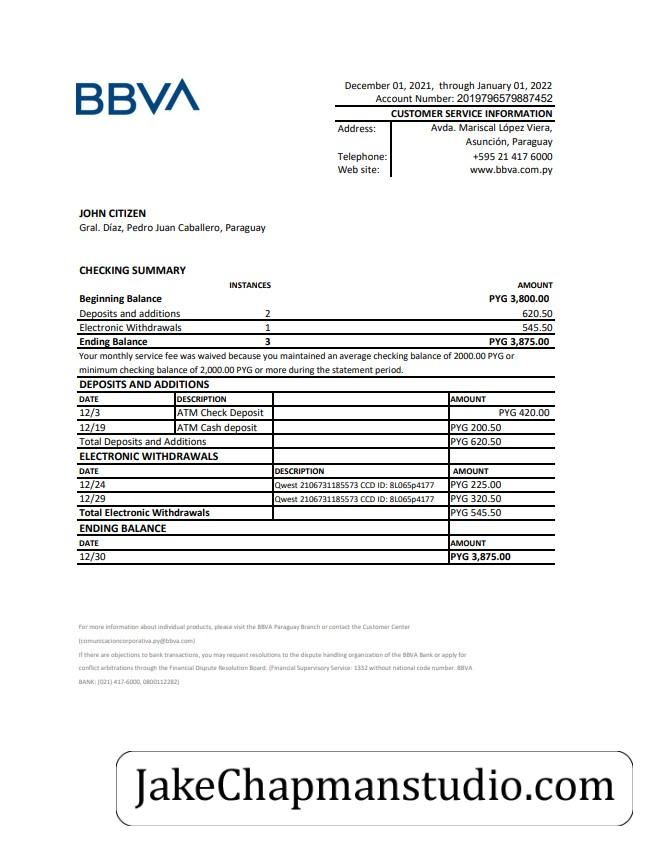 BBVA
December 01, 2021, through January 01, 2022
Account Number: 2019796579887452
CUSTOMER SERVICE INFORMATION
Address: Avda. Mariscal López Viera,
Asunción, Paraguay
Telephone: +595 21 417 6000
Web site: www.bbva.com.py
JOHN CITIZEN
Gral. Díaz, Pedro Juan Caballero, Paraguay
CHECKING SUMMARY
INSTANCES AMOUNT
Beginning Balance PYG 3,800.00
Deposits and additions 2 620.50
Electronic Withdrawals 1 545.50
Ending Balance 3 PYG 3,875.00
Your monthly service fee was waived because you maintained an average checking balance of 2000.00 PYG or
minimum checking balance of 2,000.00 PYG or more during the statement period.
DEPOSITS AND ADDITIONS
DATE DESCRIPTION AMOUNT
12/3 ATM Check Deposit PYG 420.00
12/19 ATM Cash deposit PYG 200.50
Total Deposits and Additions PYG 620.50
ELECTRONIC WITHDRAWALS
DATE DESCRIPTION AMOUNT
12/24 Qwest 2106731185573 CCD ID: 8L065p4177 PYG 225.00
12/29 Qwest 2106731185573 CCD ID: 8L065p4177 PYG 320.50
Total Electronic Withdrawals PYG 545.50
ENDING BALANCE
DATE AMOUNT
12/30 PYG 3,875.00
For more information about individual products, please visit the BBVA Paraguay Branch or contact the Customer Center
(comunicacioncorporativa.py@bbva.com)
If there are objections to bank transactions, you may request resolutions to the dispute handling organization of the BBVA Bank or apply for
conflict arbitrations through the Financial Dispute Resolution Board. (Financial Supervisory Service: 1332 without national code number. BBVA
BANK: (021) 417-6000, 0800112282)
JakeChapmanstudio.com